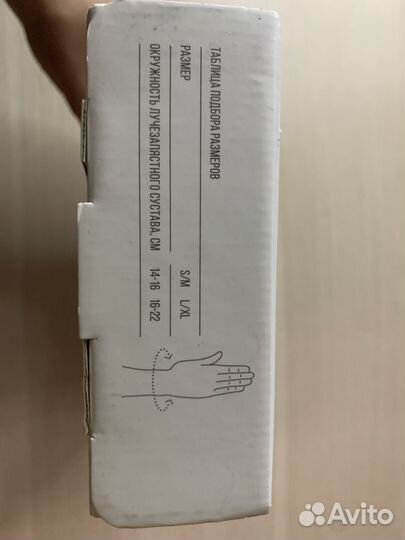 ТАБЛИЦА ПОДБОРА РАЗМЕРОВ
РАЗМЕР S/M L/XL
ОКРУЖНОСТЬ ЛУЧЕЗАПЯСТНОГО СУСТАВА, СМ 14-16 16-22
Avito